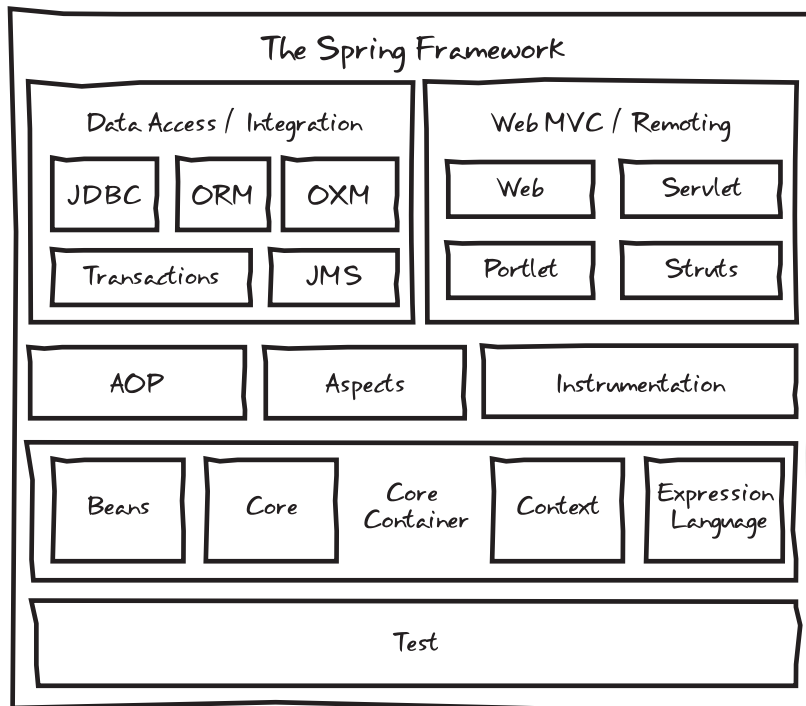 The Spring Framework
Data Access / Integration
JDBC
ORM
OXM
Transactions
JMS
Web MVC / Remoting
Web
Servlet
Portlet
Struts
AOP
Aspects
Instrumentation
Beans
Core
Core
Container
Context
Expression
Language
Test